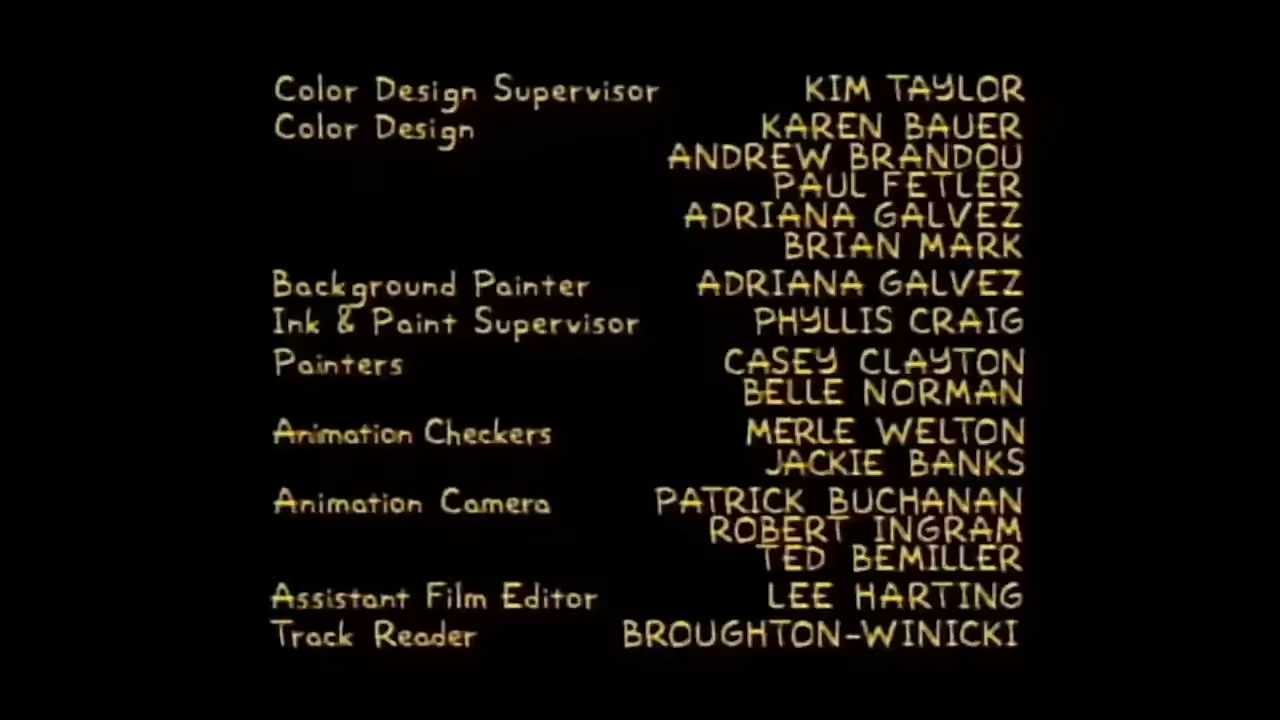 Color Design Supervisor KIM TAYLOR
Color Design KAREN BAUER
ANDREW BRANDOU
PAUL FETLER
ADRIANA GALVEZ
BRIAN MARK
Background Painter ADRIANA GALVEZ
Ink & Paint Supervisor PHYLLIS CRAIG
Painters CASEY CLAYTON
BELLE NORMAN
Animation Checkers MERLE WELTON
JACKIE BANKS
Animation Camera PATRICK BUCHANAN
ROBERT INGRAM
TED BEMILLER
Assistant Film Editor LEE HARTING
Track Reader BROUGHTON-WINICKI